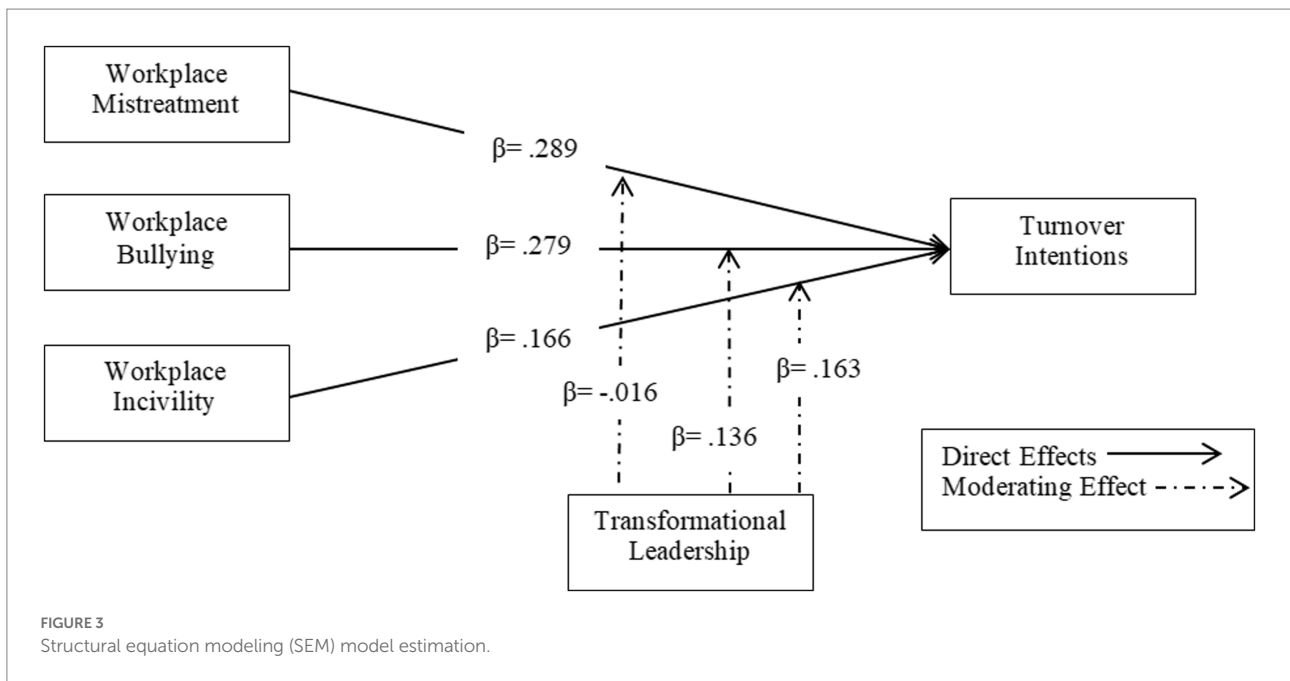 Workplace
Mistreatment
β= .289
Workplace
Bullying
β= .279
Turnover
Intentions
β= .166
Workplace
Incivility
β= -.016
β= .136
β= .163
Direct Effects
Moderating Effect
Transformational
Leadership
FIGURE 3
Structural equation modeling (SEM) model estimation.